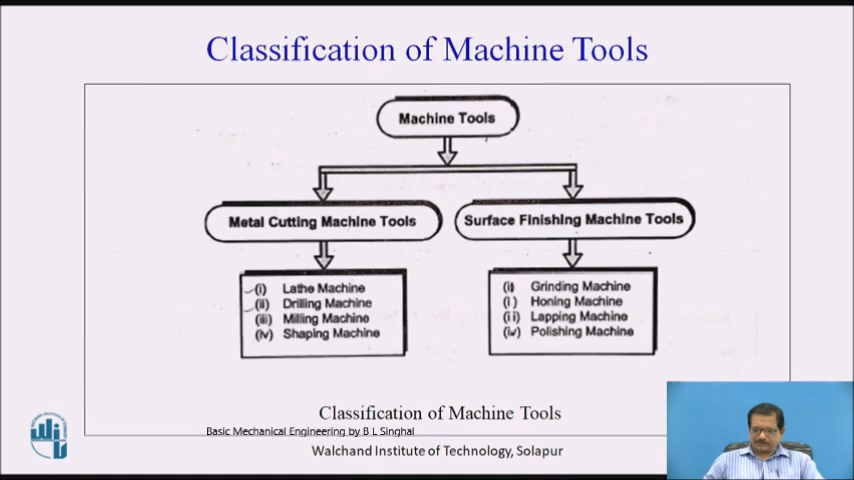 Classification of Machine Tools
Machine Tools
Metal Cutting Machine Tools
Surface Finishing Machine Tools
(i) Lathe Machine
(ii) Drilling Machine
(iii) Milling Machine
(iv) Shaping Machine
(i) Grinding Machine
(i ) Honing Machine
(i i) Lapping Machine
(iv) Polishing Machine
Classification of Machine Tools
Basic Mechanical Engineering by B L Singhal
Walchand Institute of Technology, Solapur